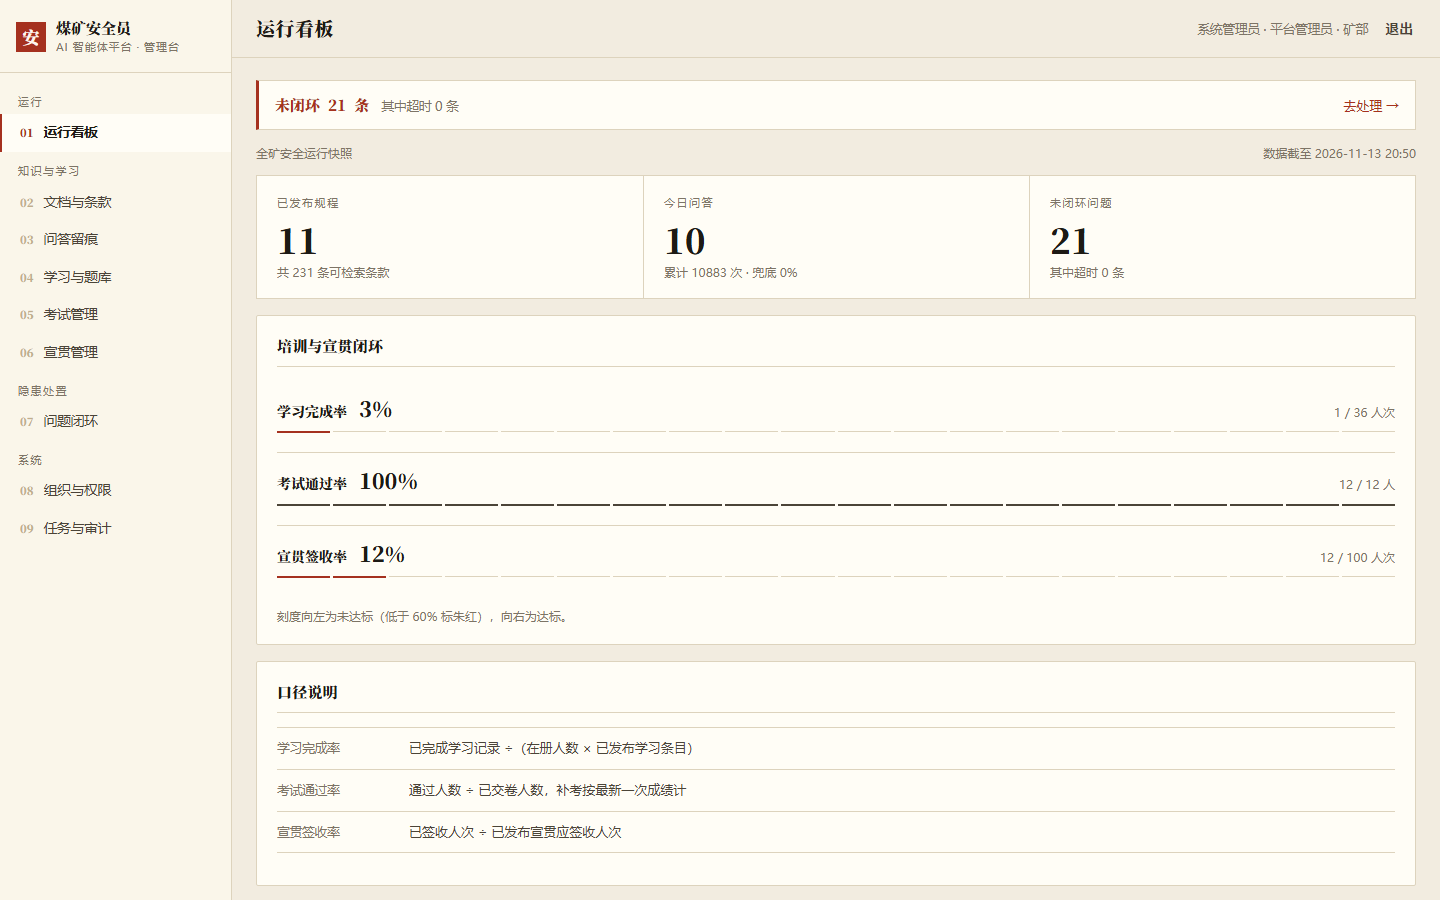 安
煤矿安全员
AI 智能体平台 · 管理台
运行
01 运行看板
知识与学习
02 文档与条款
03 问答留痕
04 学习与题库
05 考试管理
06 宣贯管理
隐患处置
07 问题闭环
系统
08 组织与权限
09 任务与审计
运行看板
系统管理员 · 平台管理员 · 矿部 退出
未闭环 21 条 其中超时 0 条 去处理 →
全矿安全运行快照 数据截至 2026-11-13 20:50
已发布规程
11
共 231 条可检索条款
今日问答
10
累计 10883 次 · 兜底 0%
未闭环问题
21
其中超时 0 条
培训与宣贯闭环
学习完成率 3% 1 / 36 人次
考试通过率 100% 12 / 12 人
宣贯签收率 12% 12 / 100 人次
刻度向左为未达标（低于 60% 标朱红），向右为达标。
口径说明
学习完成率 已完成学习记录 ÷（在册人数 × 已发布学习条目）
考试通过率 通过人数 ÷ 已交卷人数，补考按最新一次成绩计
宣贯签收率 已签收人次 ÷ 已发布宣贯应签收人次